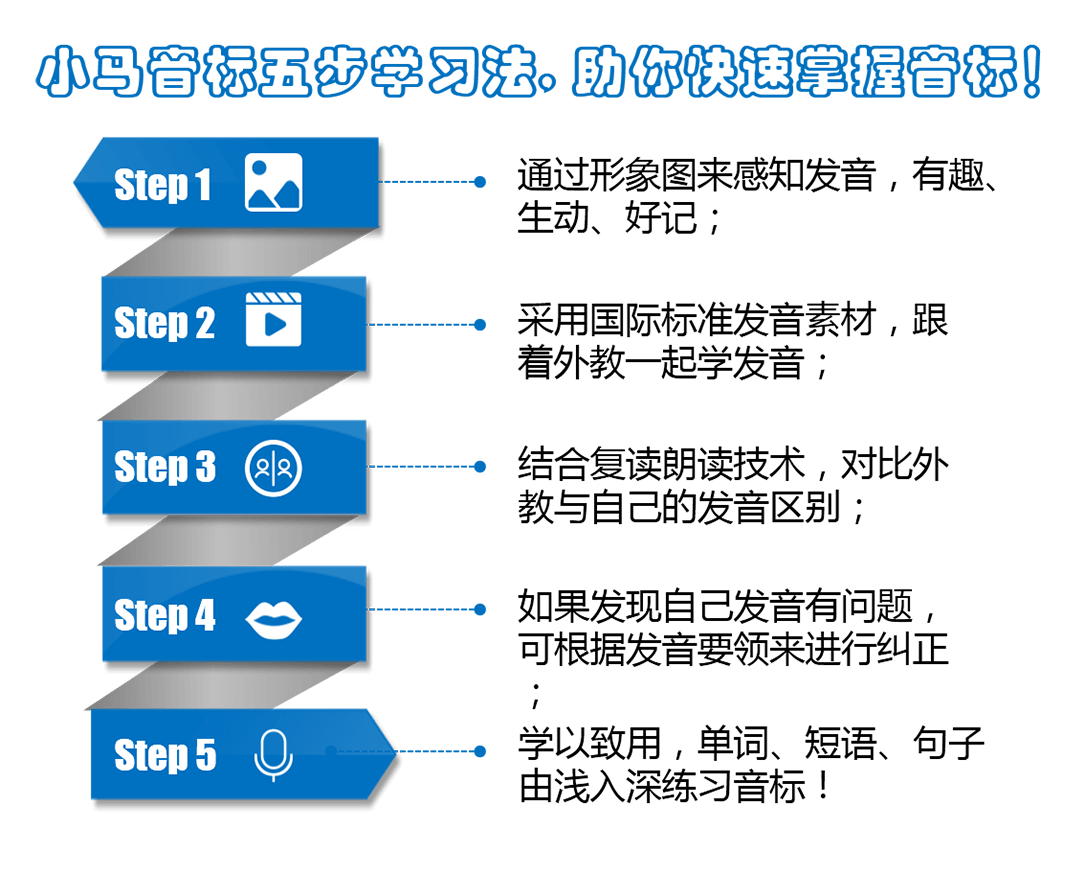 小马音标五步学习法,助你快速掌握音标!
Step 1
通过形象图来感知发音，有趣、
生动、好记；
Step 2
采用国际标准发音素材，跟
着外教一起学发音；
Step 3
结合复读朗读技术，对比外
教与自己的发音区别；
Step 4
如果发现自己发音有问题，
可根据发音要领来进行纠正
；
Step 5
学以致用，单词、短语、句子
由浅入深练习音标！